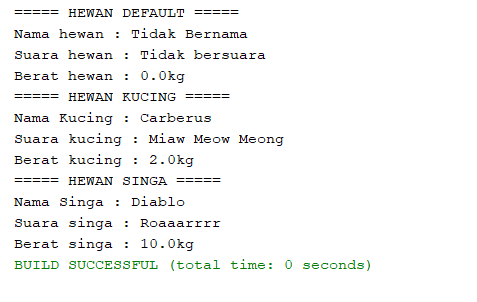 ===== HEWAN DEFAULT =====
Nama hewan : Tidak Bernama
Suara hewan : Tidak bersuara
Berat hewan : 0.0kg
===== HEWAN KUCING =====
Nama Kucing : Carberus
Suara kucing : Miaw Meow Meong
Berat kucing : 2.0kg
===== HEWAN SINGA =====
Nama Singa : Diablo
Suara singa : Roaaarrrr
Berat singa : 10.0kg
BUILD SUCCESSFUL (total time: 0 seconds)